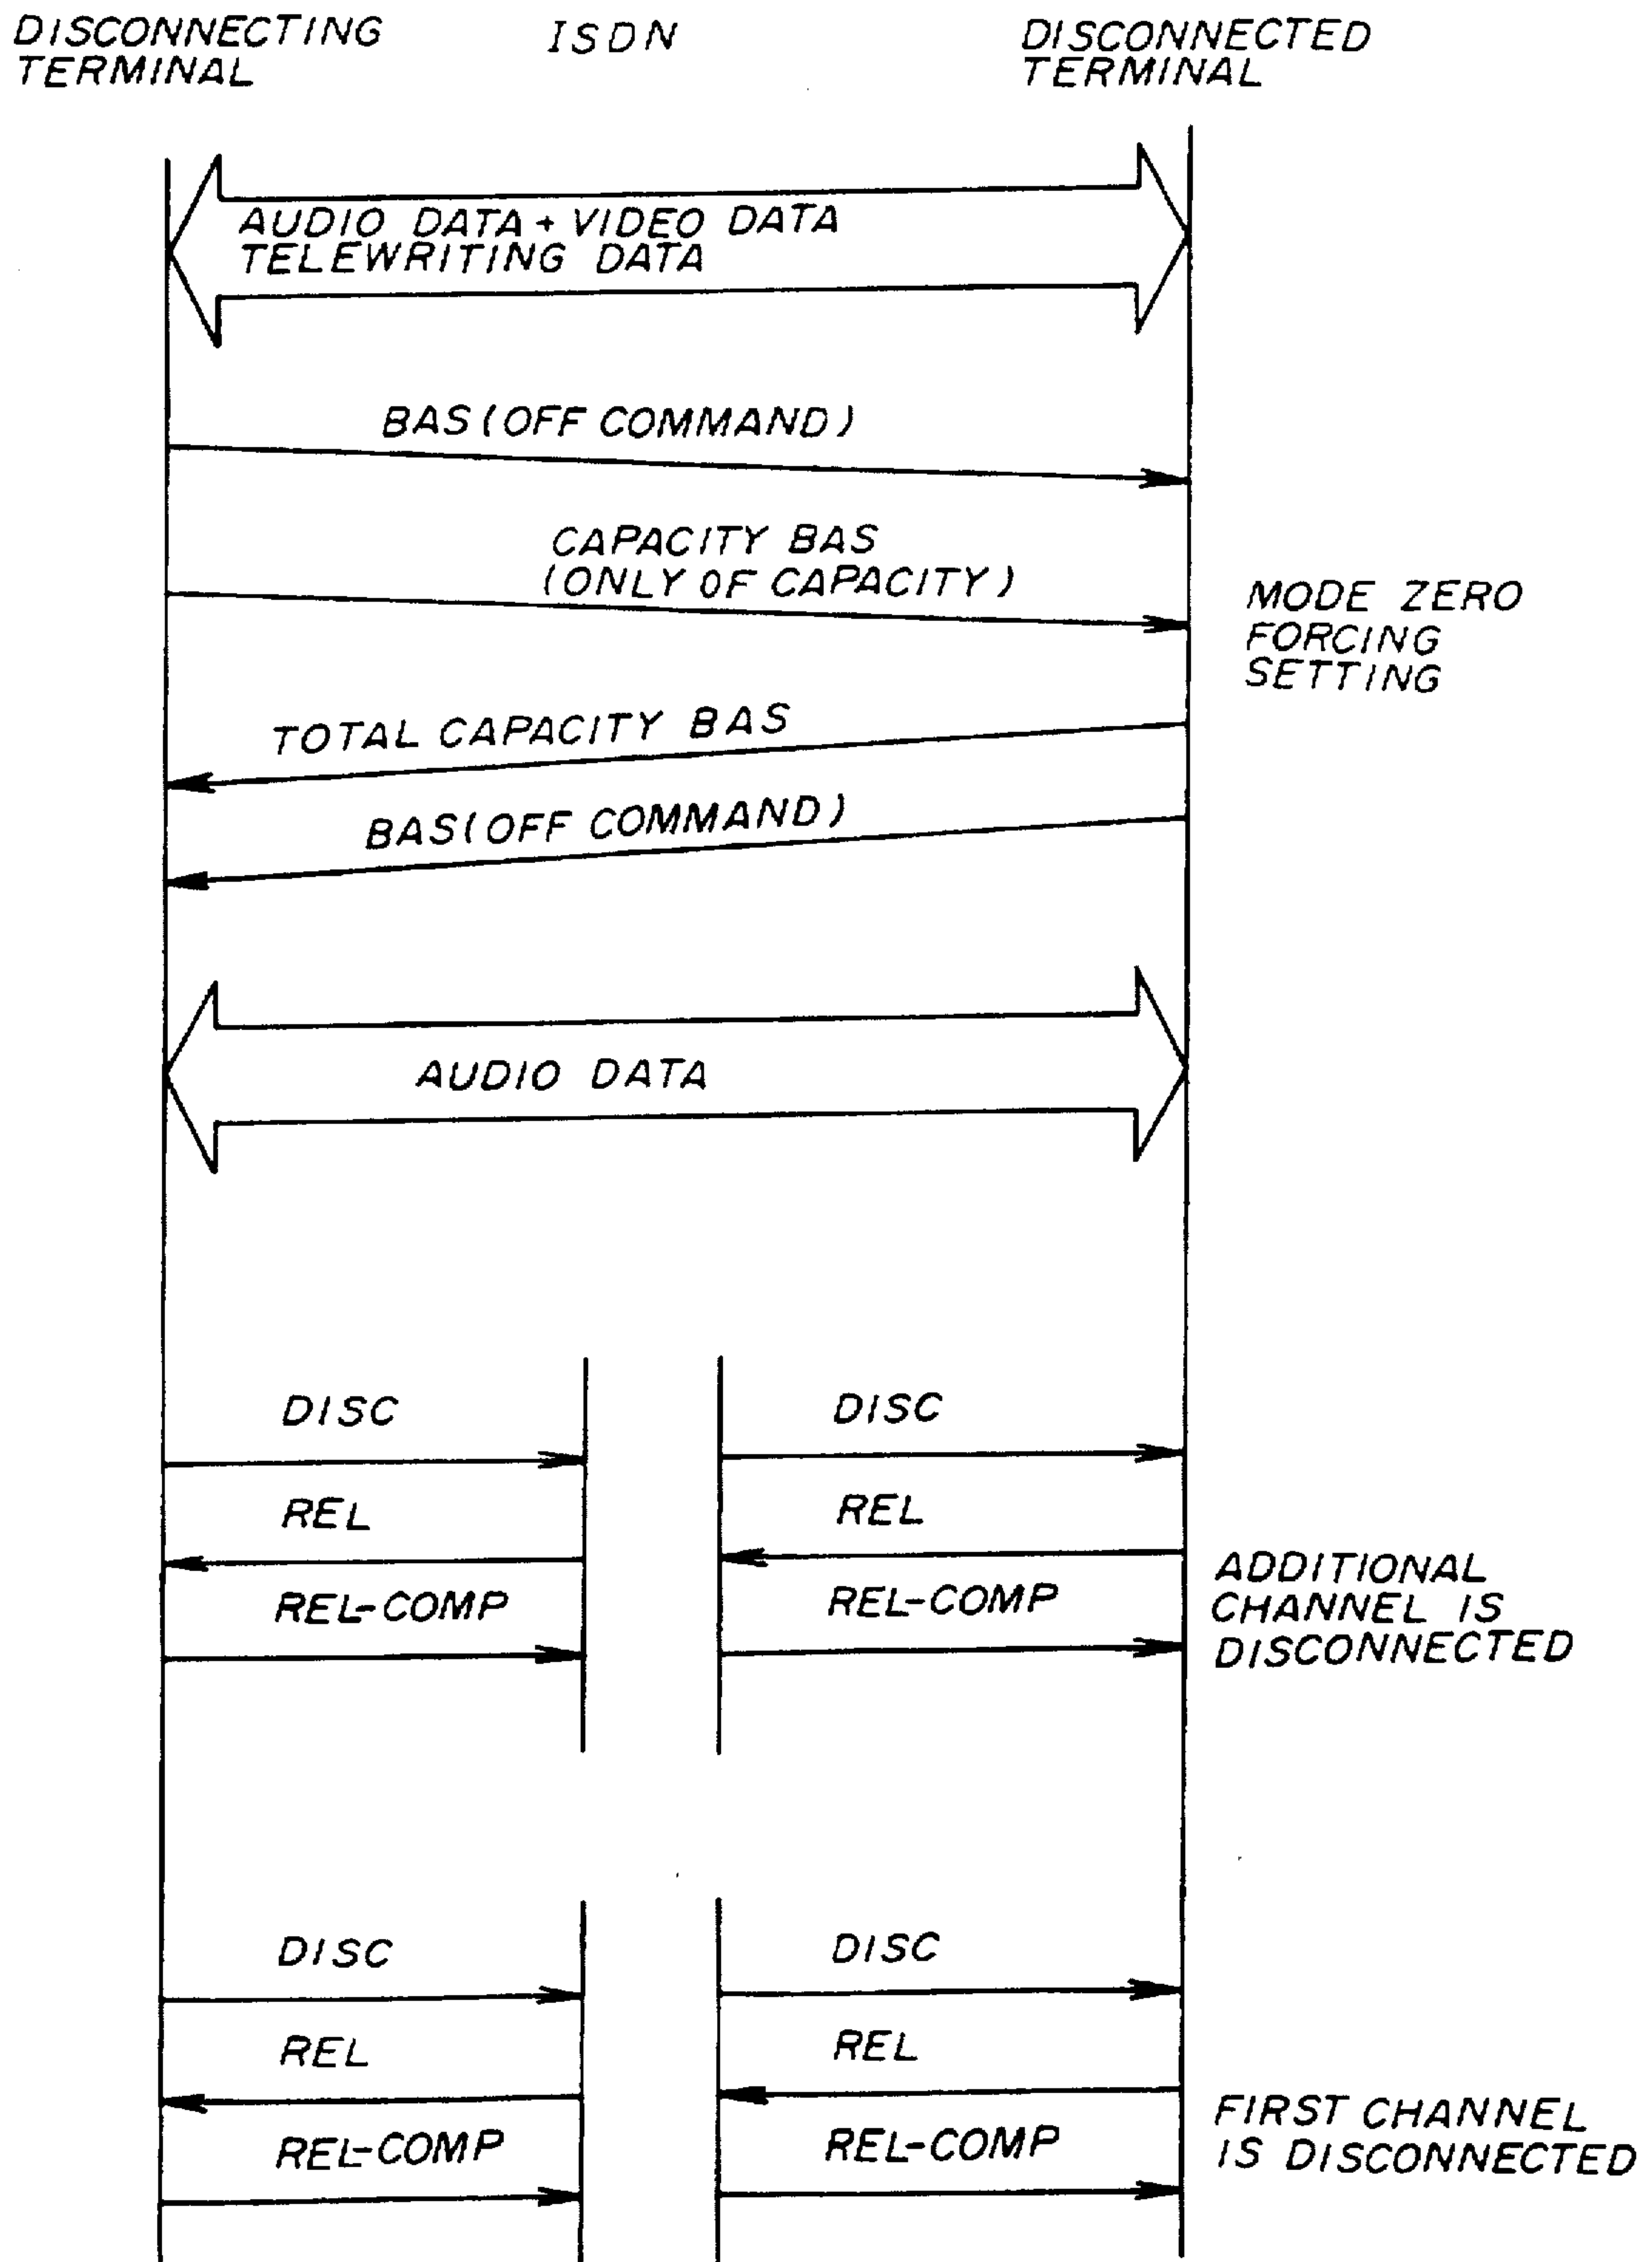 DISCONNECTING
TERMINAL
ISDN
DISCONNECTED
TERMINAL
AUDIO DATA + VIDEO DATA
TELEWRITING DATA
BAS (OFF COMMAND)
CAPACITY BAS
(ONLY OF CAPACITY)
MODE ZERO
FORCING
SETTING
TOTAL CAPACITY BAS
BAS (OFF COMMAND)
AUDIO DATA
DISC
DISC
REL
REL
REL-COMP
REL-COMP
ADDITIONAL
CHANNEL IS
DISCONNECTED
DISC
DISC
REL
REL
REL-COMP
REL-COMP
FIRST CHANNEL
IS DISCONNECTED